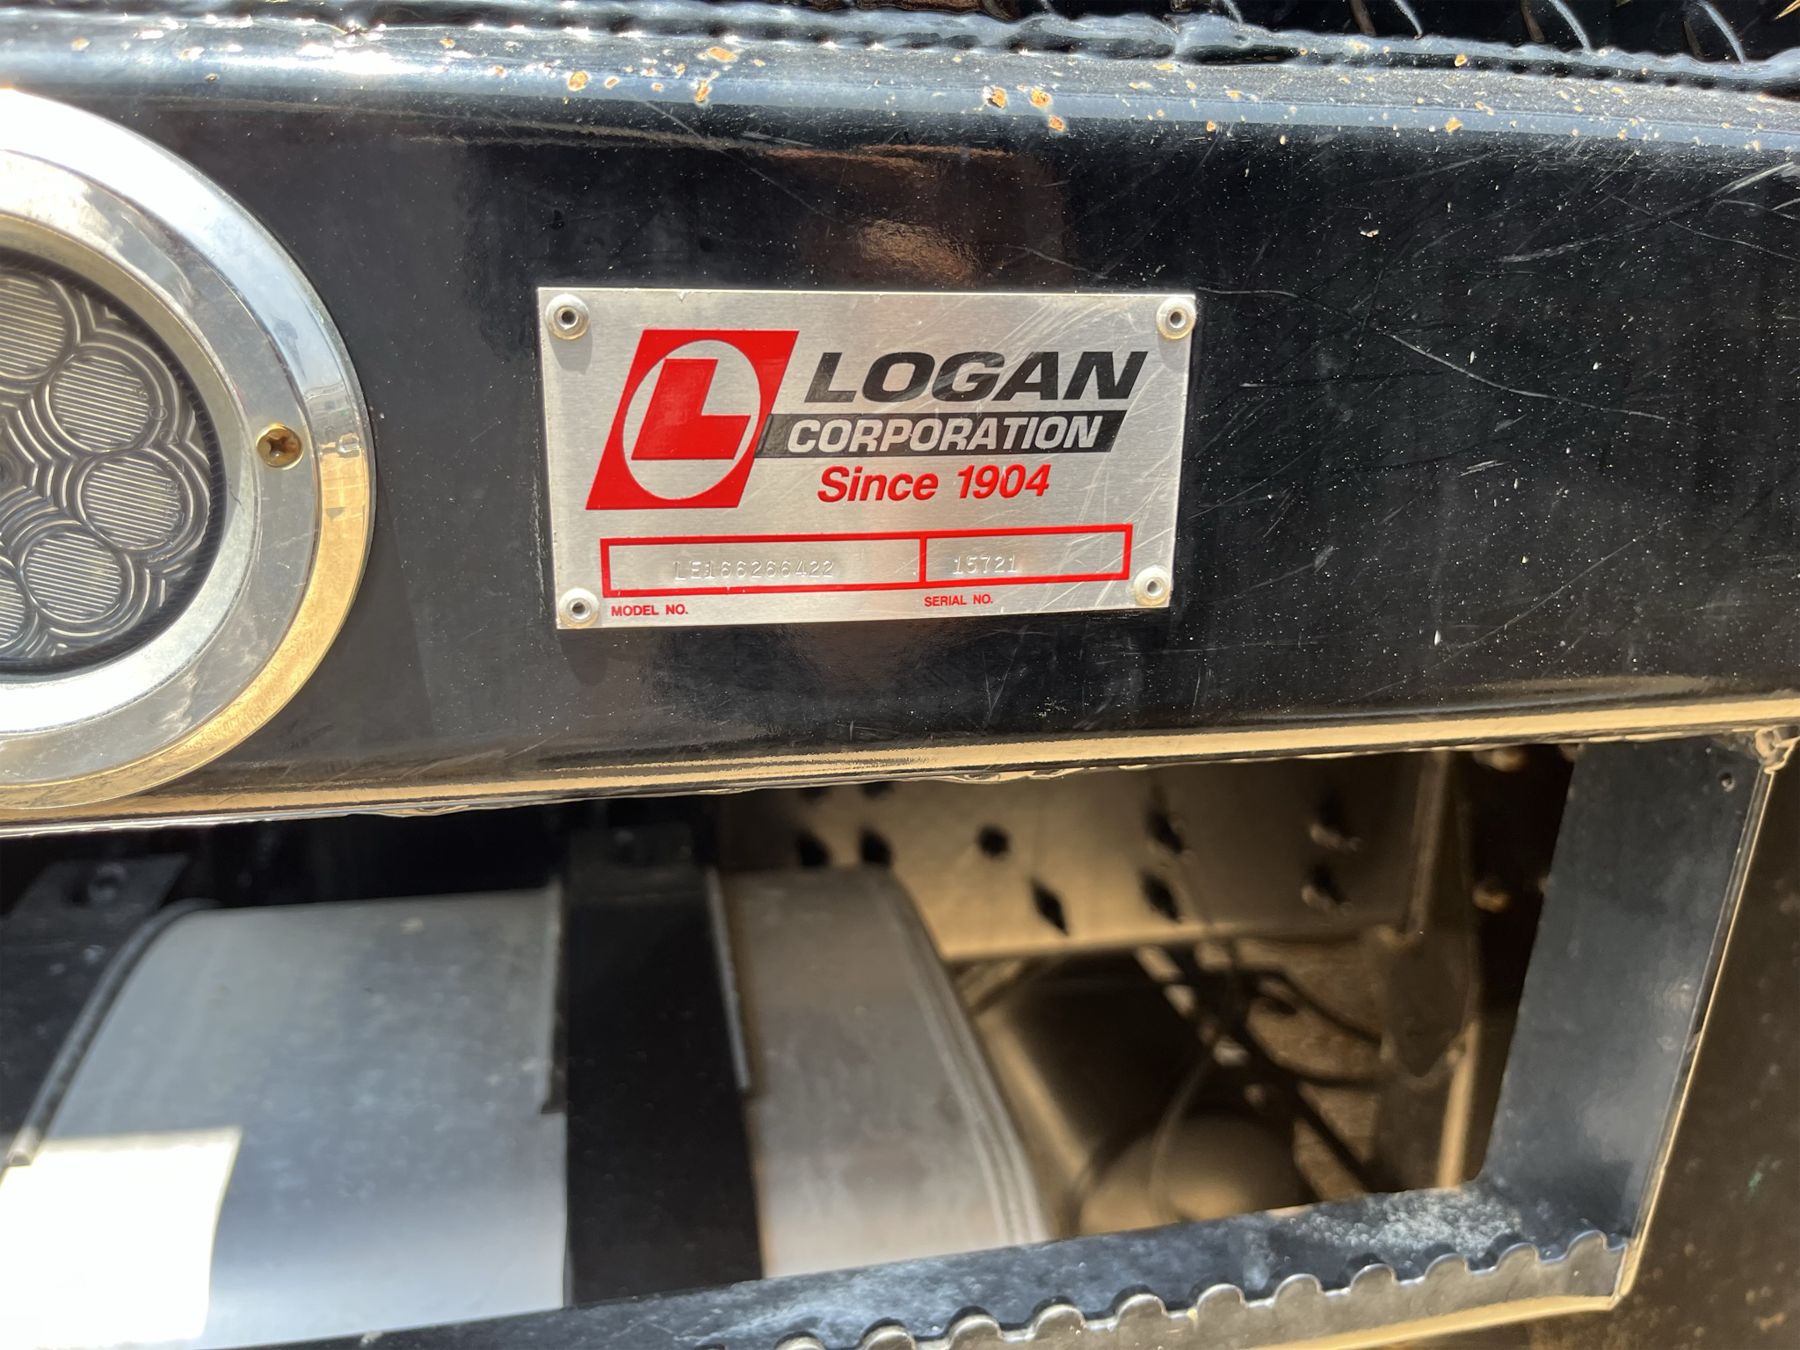 L
LOGAN
CORPORATION
Since 1904
LE166266422
15721
MODEL NO.
SERIAL NO.